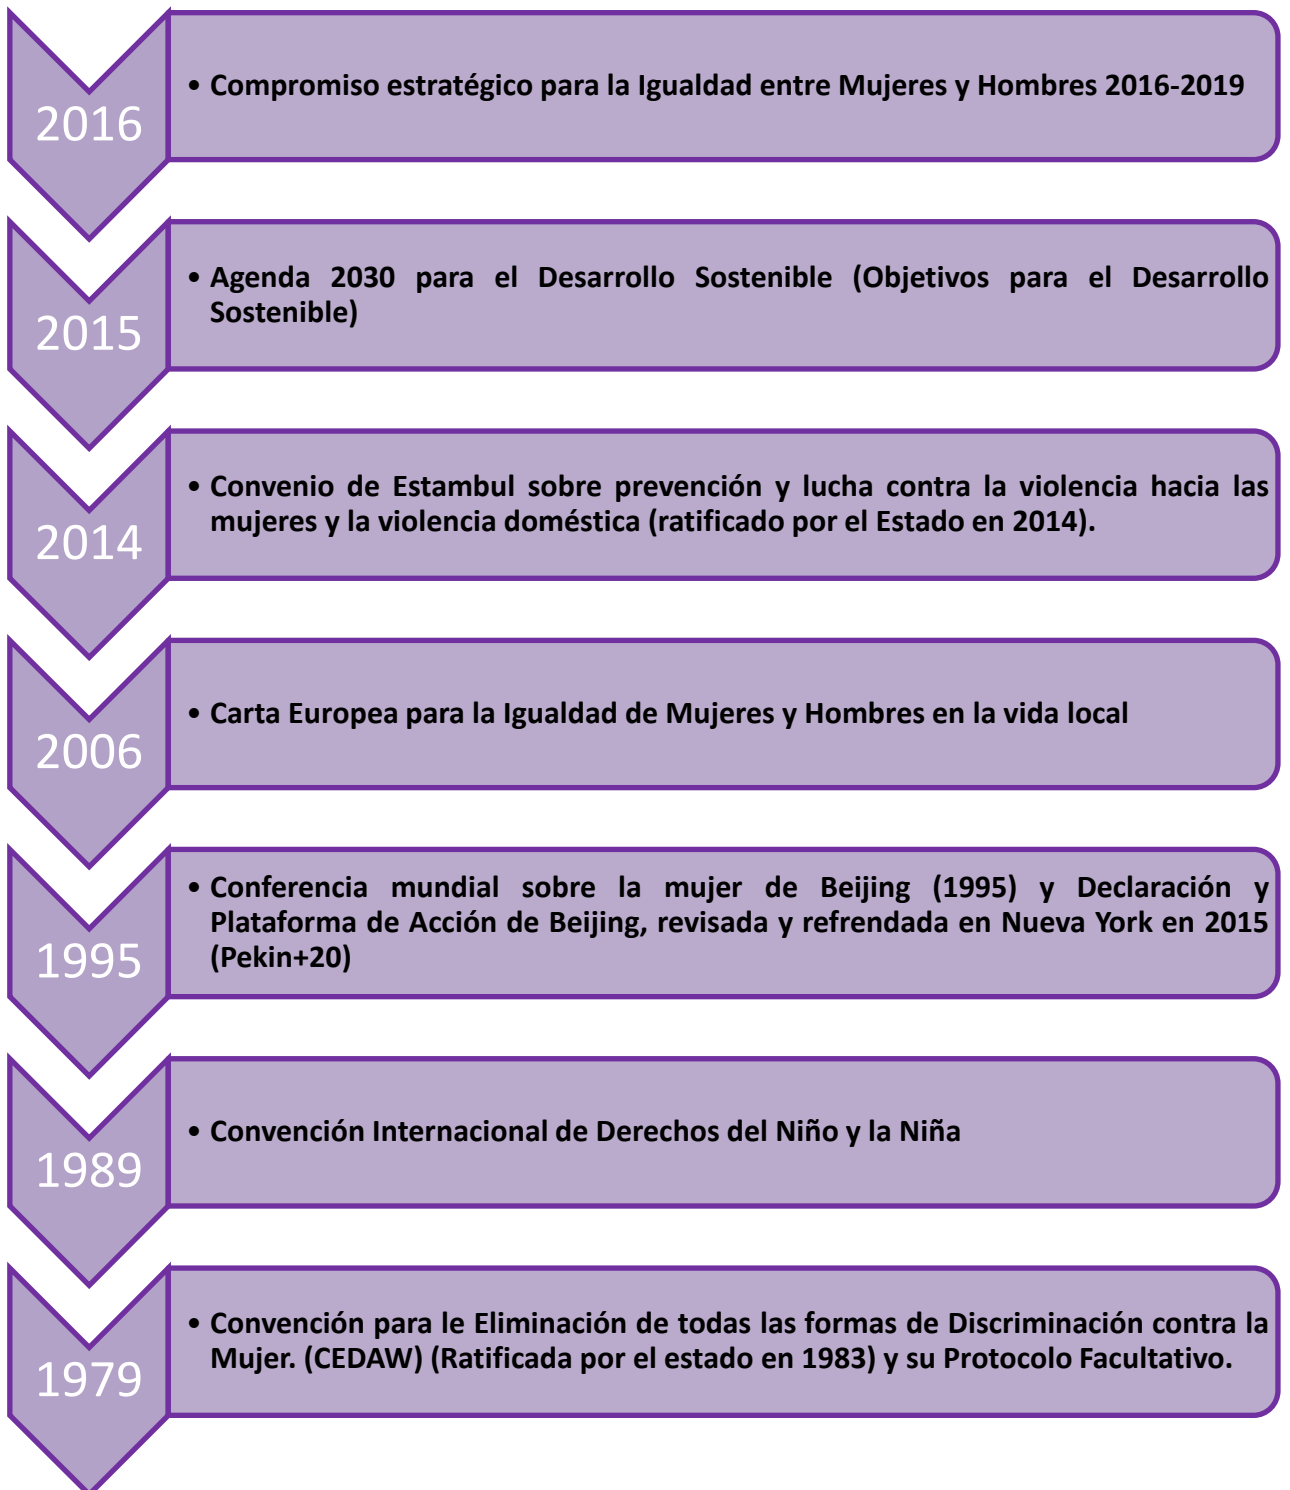 2016
• Compromiso estratégico para la Igualdad entre Mujeres y Hombres 2016-2019
2015
• Agenda 2030 para el Desarrollo Sostenible (Objetivos para el Desarrollo
Sostenible)
2014
• Convenio de Estambul sobre prevención y lucha contra la violencia hacia las
mujeres y la violencia doméstica (ratificado por el Estado en 2014).
2006
• Carta Europea para la Igualdad de Mujeres y Hombres en la vida local
1995
• Conferencia mundial sobre la mujer de Beijing (1995) y Declaración y
Plataforma de Acción de Beijing, revisada y refrendada en Nueva York en 2015
(Pekin+20)
1989
• Convención Internacional de Derechos del Niño y la Niña
1979
• Convención para le Eliminación de todas las formas de Discriminación contra la
Mujer. (CEDAW) (Ratificada por el estado en 1983) y su Protocolo Facultativo.